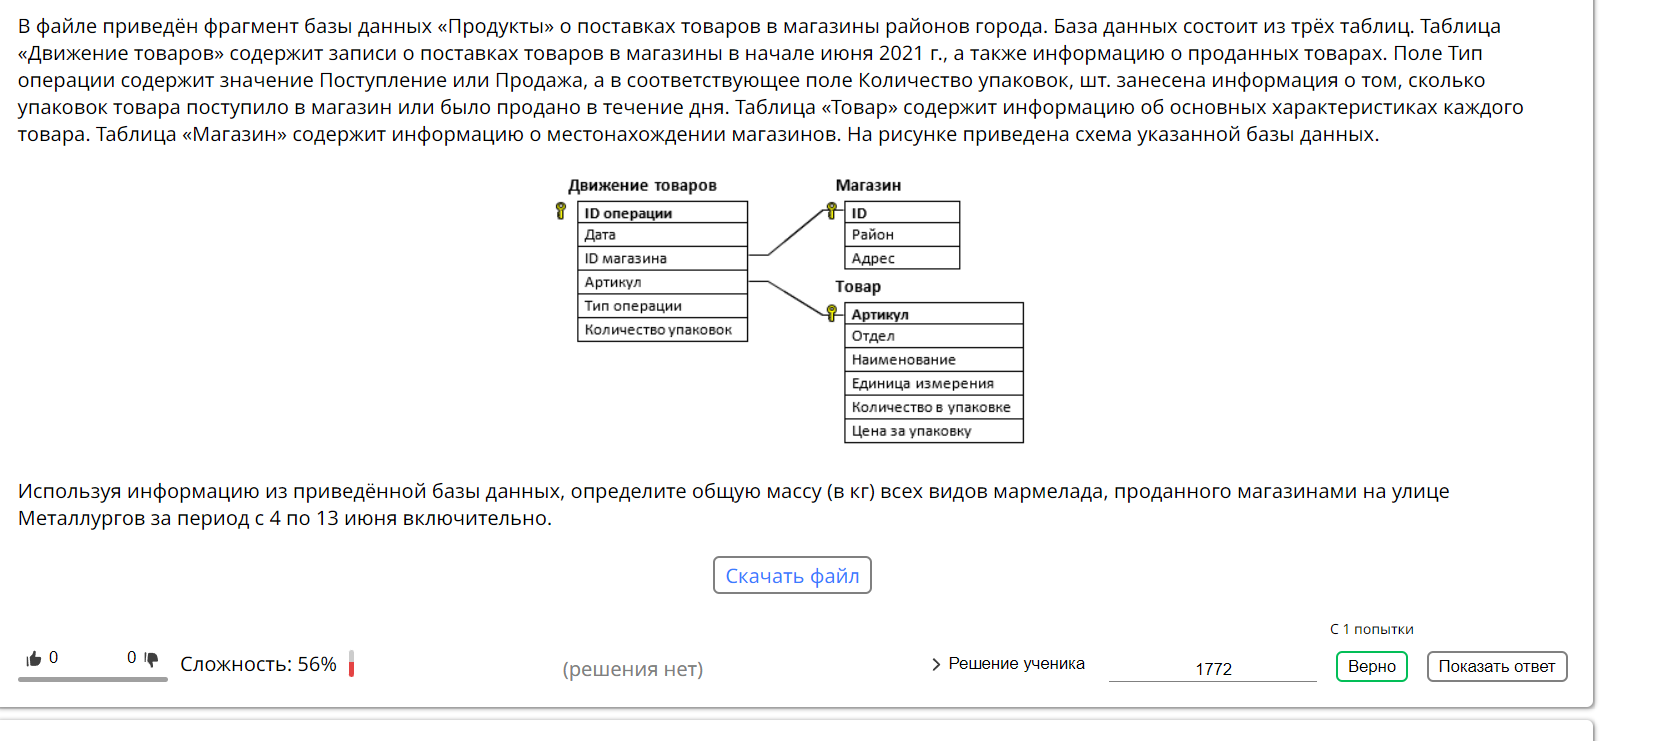 В файле приведён фрагмент базы данных «Продукты» о поставках товаров в магазины районов города. База данных состоит из трёх таблиц. Таблица
«Движение товаров» содержит записи о поставках товаров в магазины в начале июня 2021 г., а также информацию о проданных товарах. Поле Тип
операции содержит значение Поступление или Продажа, а в соответствующее поле Количество упаковок, шт. занесена информация о том, сколько
упаковок товара поступило в магазин или было продано в течение дня. Таблица «Товар» содержит информацию об основных характеристиках каждого
товара. Таблица «Магазин» содержит информацию о местонахождении магазинов. На рисунке приведена схема указанной базы данных.
Движение товаров
ID операции
Дата
ID магазина
Артикул
Тип операции
Количество упаковок
Магазин
ID
Район
Адрес
Товар
Артикул
Отдел
Наименование
Единица измерения
Количество в упаковке
Цена за упаковку
Используя информацию из приведённой базы данных, определите общую массу (в кг) всех видов мармелада, проданного магазинами на улице
Металлургов за период с 4 по 13 июня включительно.
Скачать файл
С 1 попытки
0 0 Сложность: 56% (решения нет) Решение ученика 1772 Верно Показать ответ